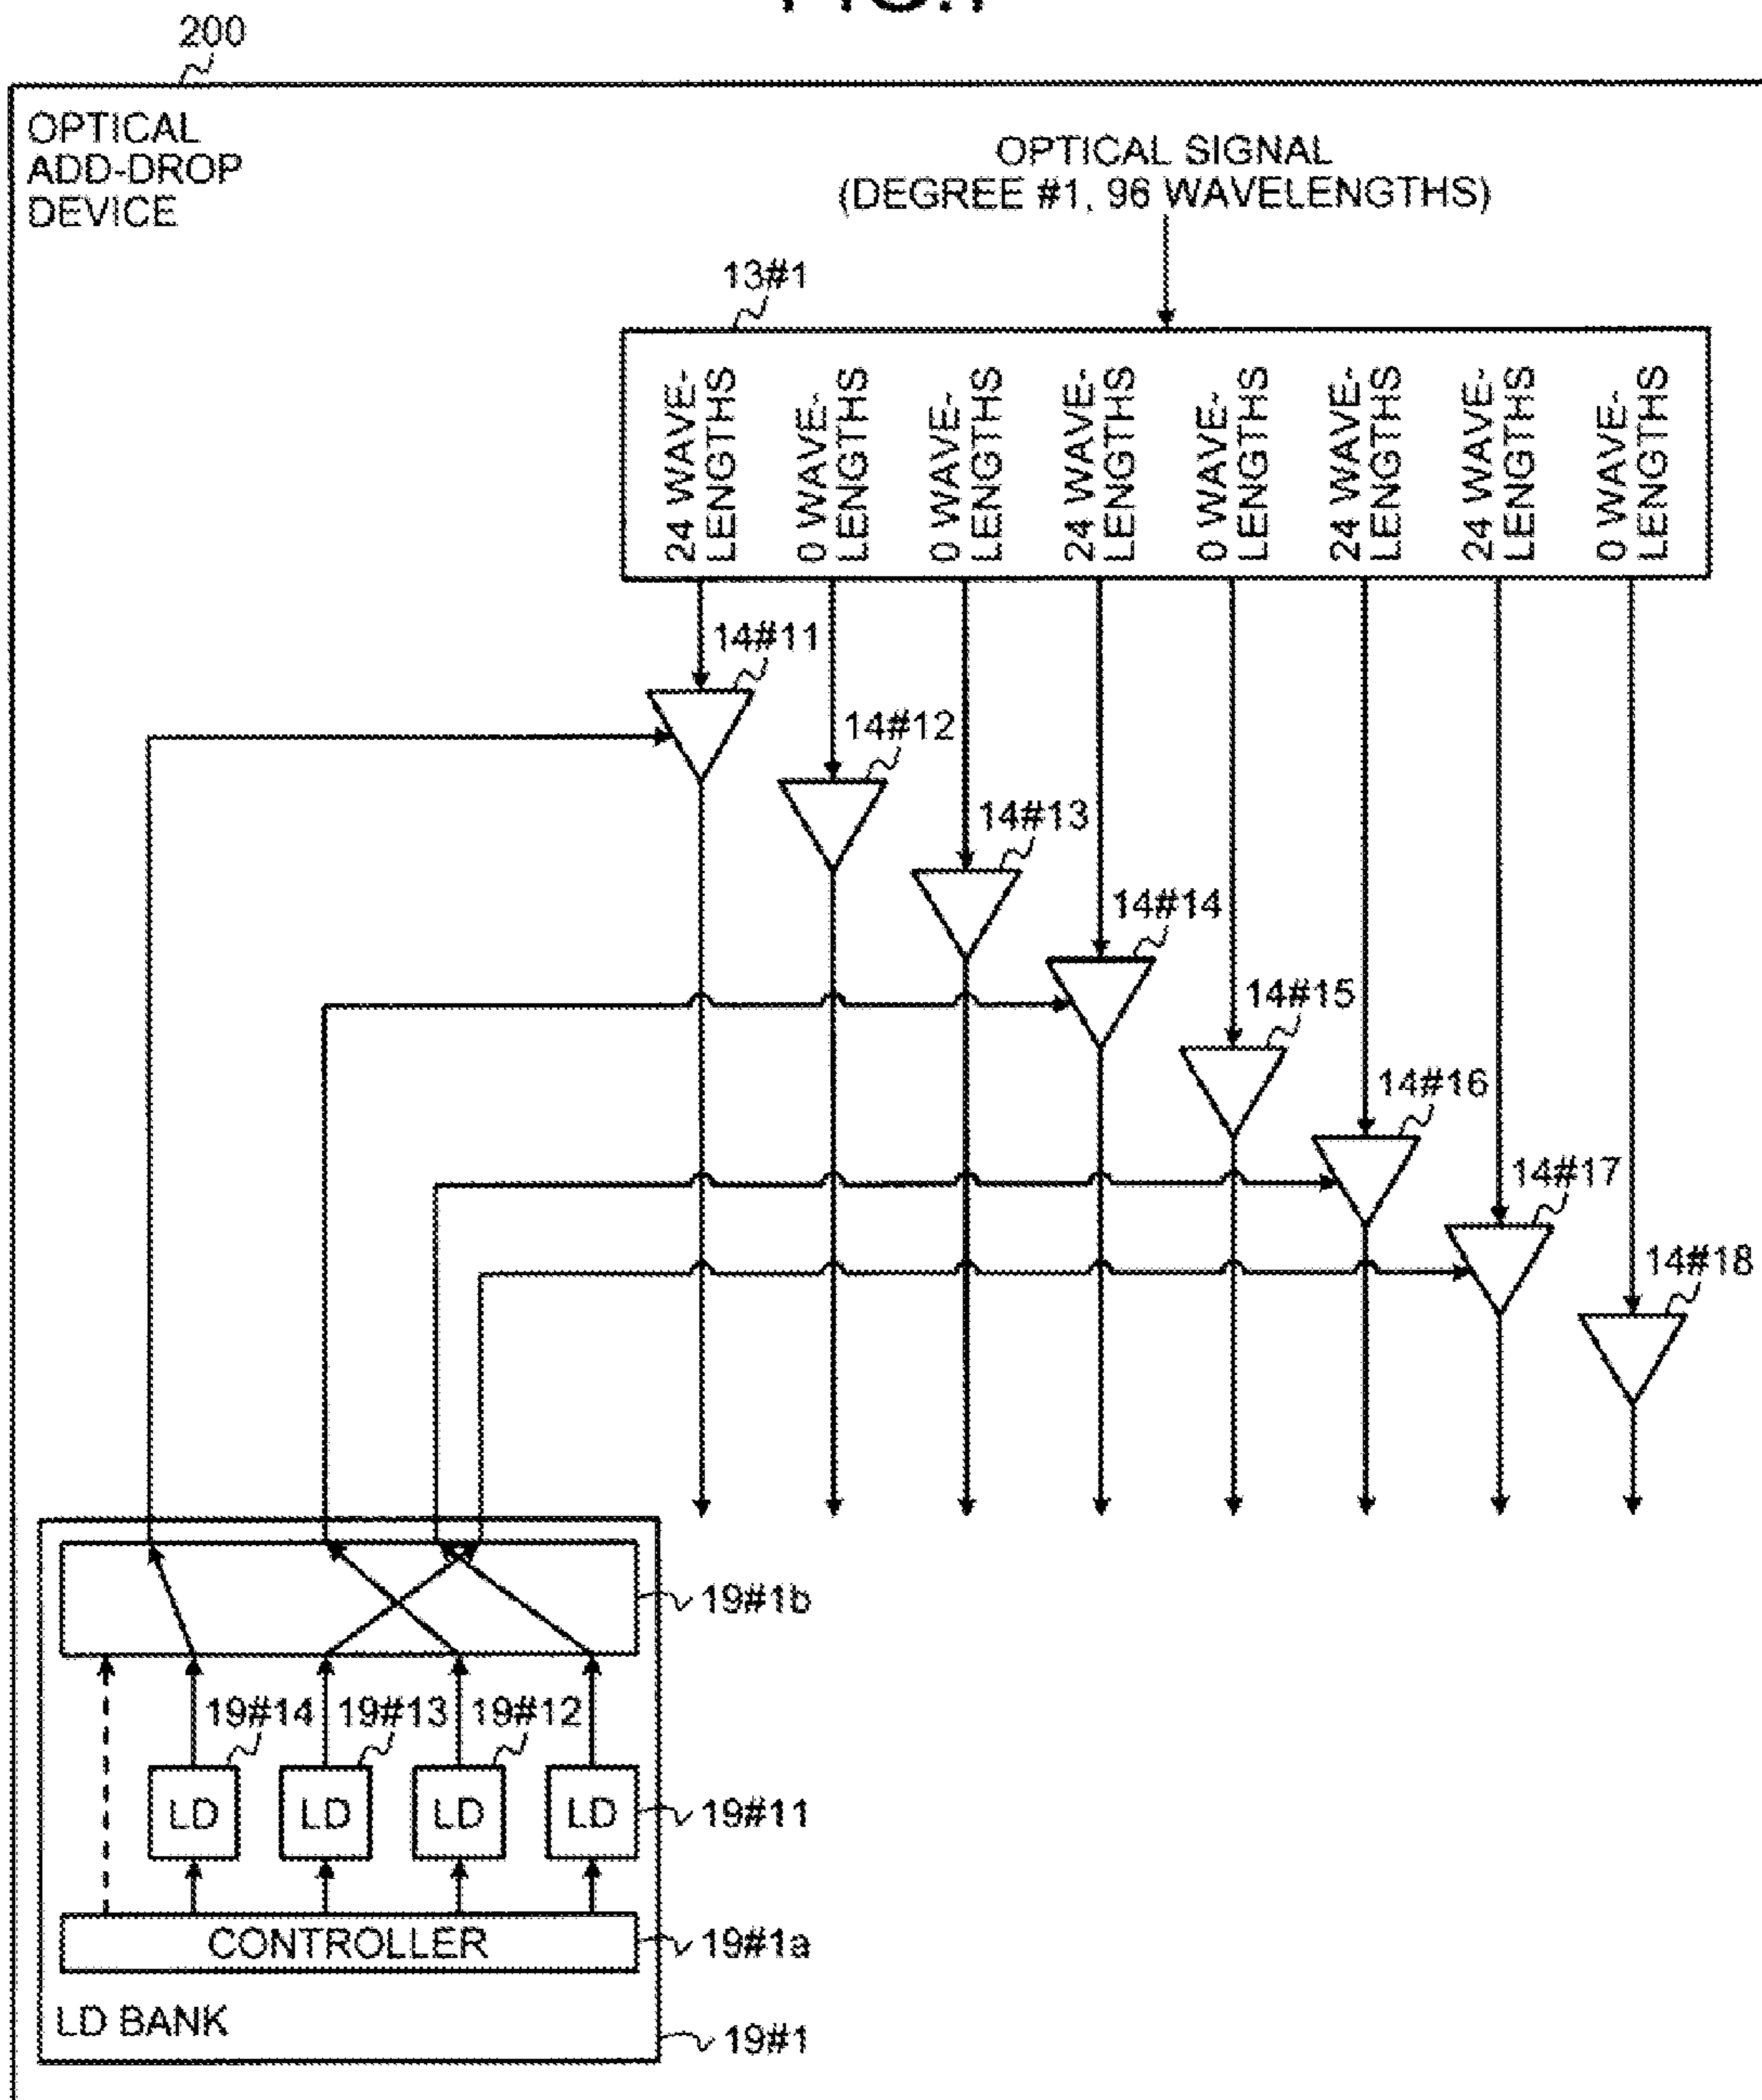 200
OPTICAL
ADD-DROP
DEVICE
OPTICAL SIGNAL
(DEGREE #1, 96 WAVELENGTHS)
13#1
24 WAVE-
LENGTHS
0 WAVE-
LENGTHS
0 WAVE-
LENGTHS
24 WAVE-
LENGTHS
0 WAVE-
LENGTHS
24 WAVE-
LENGTHS
24 WAVE-
LENGTHS
0 WAVE-
LENGTHS
14#11
14#12
14#13
14#14
14#15
14#16
14#17
14#18
19#1b
19#14
19#13
19#12
LD
LD
LD
LD
19#11
CONTROLLER
19#1a
LD BANK
19#1